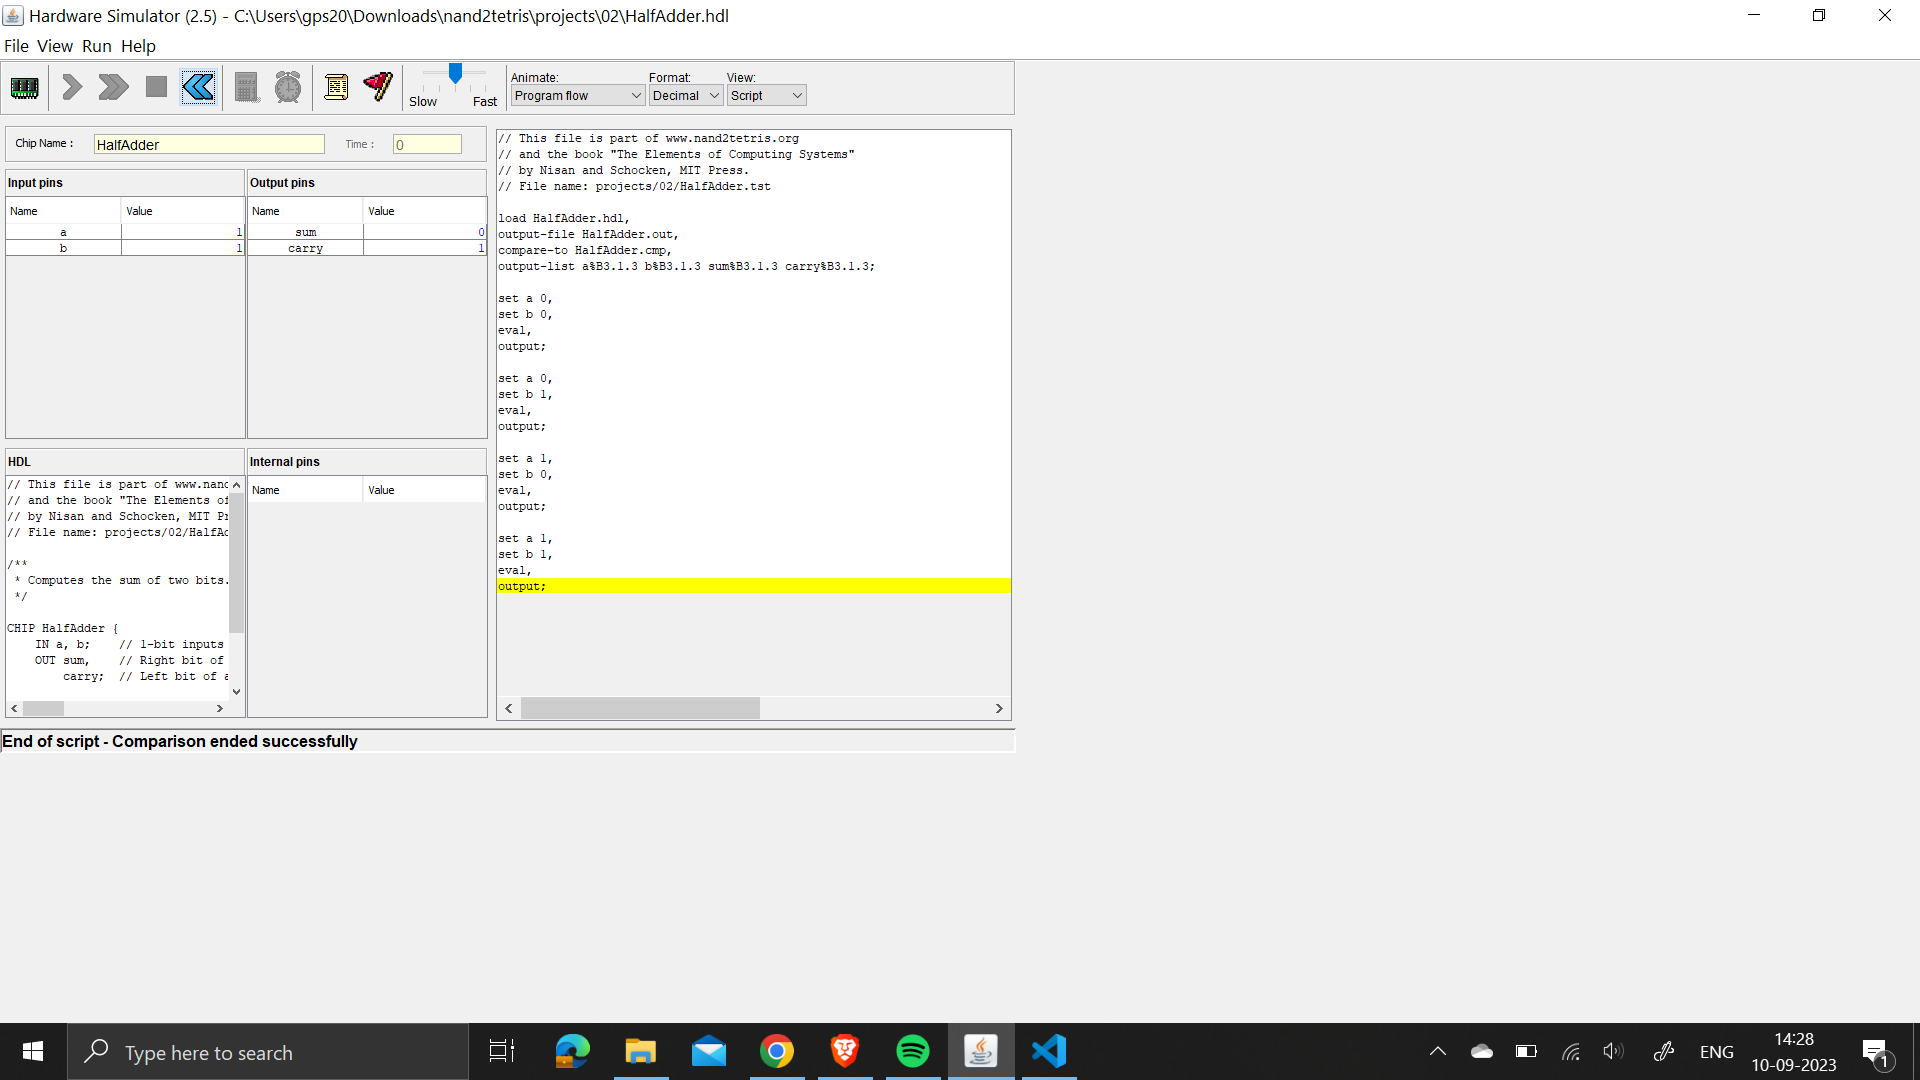 Hardware Simulator (2.5) - C:\Users\gps20\Downloads\nand2tetris\projects\02\HalfAdder.hdl
File View Run Help
Slow Fast
Animate:
Program flow
Format:
Decimal
View:
Script
Chip Name :
HalfAdder
Time :
0
Input pins
Name Value
a 1
b 1
Output pins
Name Value
sum 0
carry 1
HDL
// This file is part of www.nand
// and the book "The Elements of
// by Nisan and Schocken, MIT Pr
// File name: projects/02/HalfAd
/**
* Computes the sum of two bits.
*/
CHIP HalfAdder {
IN a, b; // 1-bit inputs
OUT sum, // Right bit of
carry; // Left bit of a
Internal pins
Name Value
// This file is part of www.nand2tetris.org
// and the book "The Elements of Computing Systems"
// by Nisan and Schocken, MIT Press.
// File name: projects/02/HalfAdder.tst
load HalfAdder.hdl,
output-file HalfAdder.out,
compare-to HalfAdder.cmp,
output-list a%B3.1.3 b%B3.1.3 sum%B3.1.3 carry%B3.1.3;
set a 0,
set b 0,
eval,
output;
set a 0,
set b 1,
eval,
output;
set a 1,
set b 0,
eval,
output;
set a 1,
set b 1,
eval,
output;
End of script - Comparison ended successfully
Type here to search
ENG
14:28
10-09-2023
1